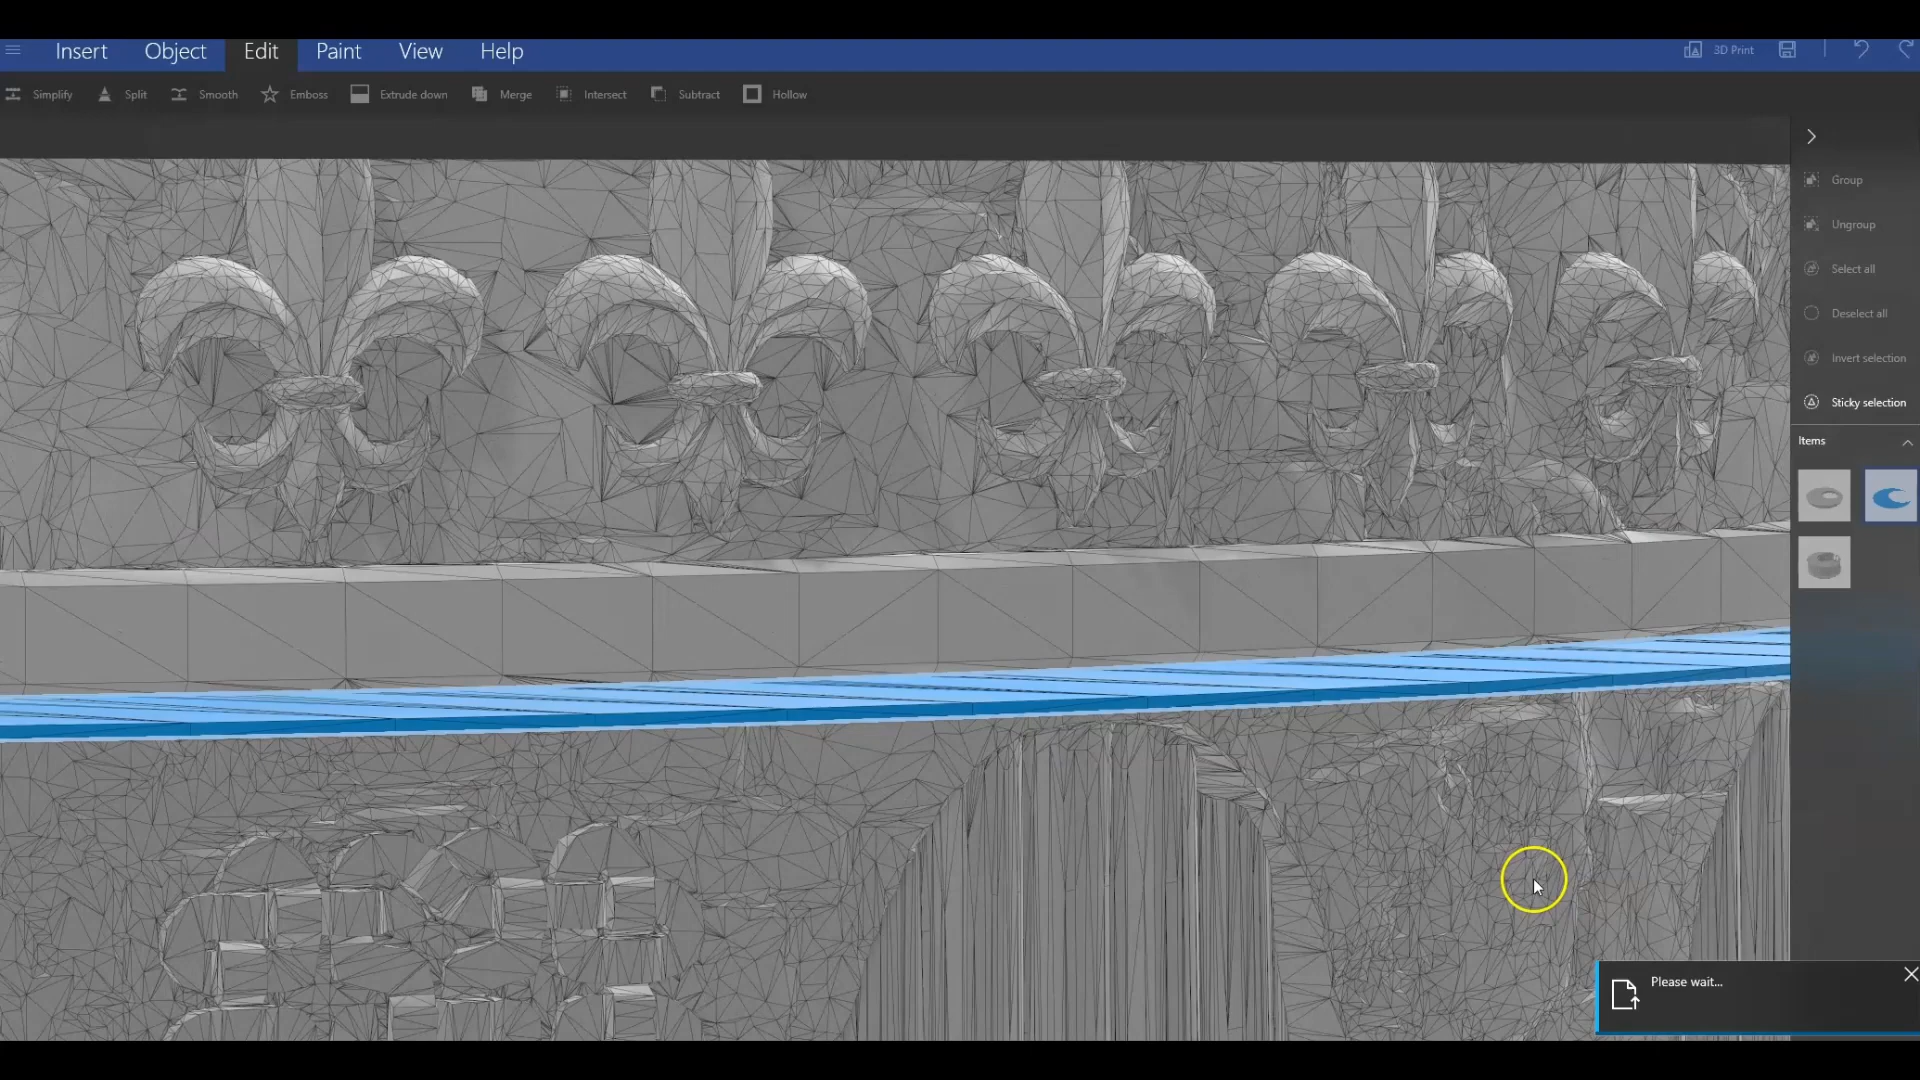 Insert Object Edit Paint View Help 3D Print
Simplify Split Smooth Emboss Extrude down Merge Intersect Subtract Hollow
Group
Ungroup
Select all
Deselect all
Invert selection
Sticky selection
Items
Please wait...